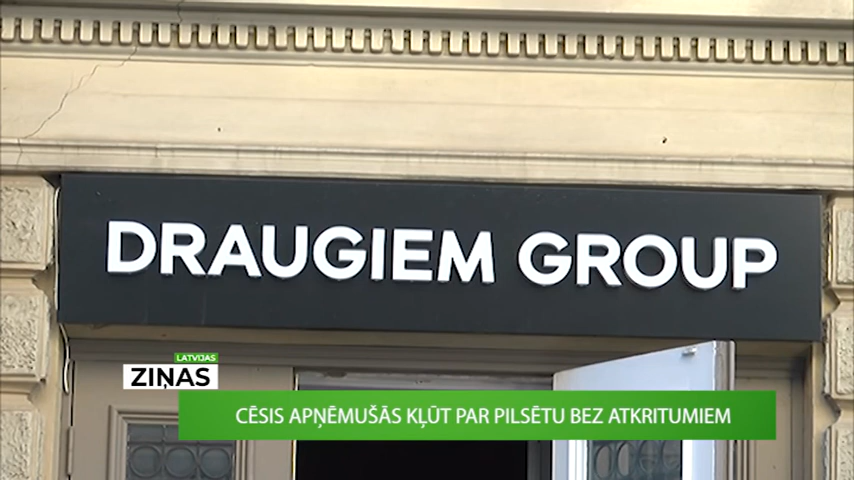 DRAUGIEM GROUP
LATVIJAS
ZIŅAS
CĒSIS APŅĒMUŠĀS KĻŪT PAR PILSĒTU BEZ ATKRITUMIEM